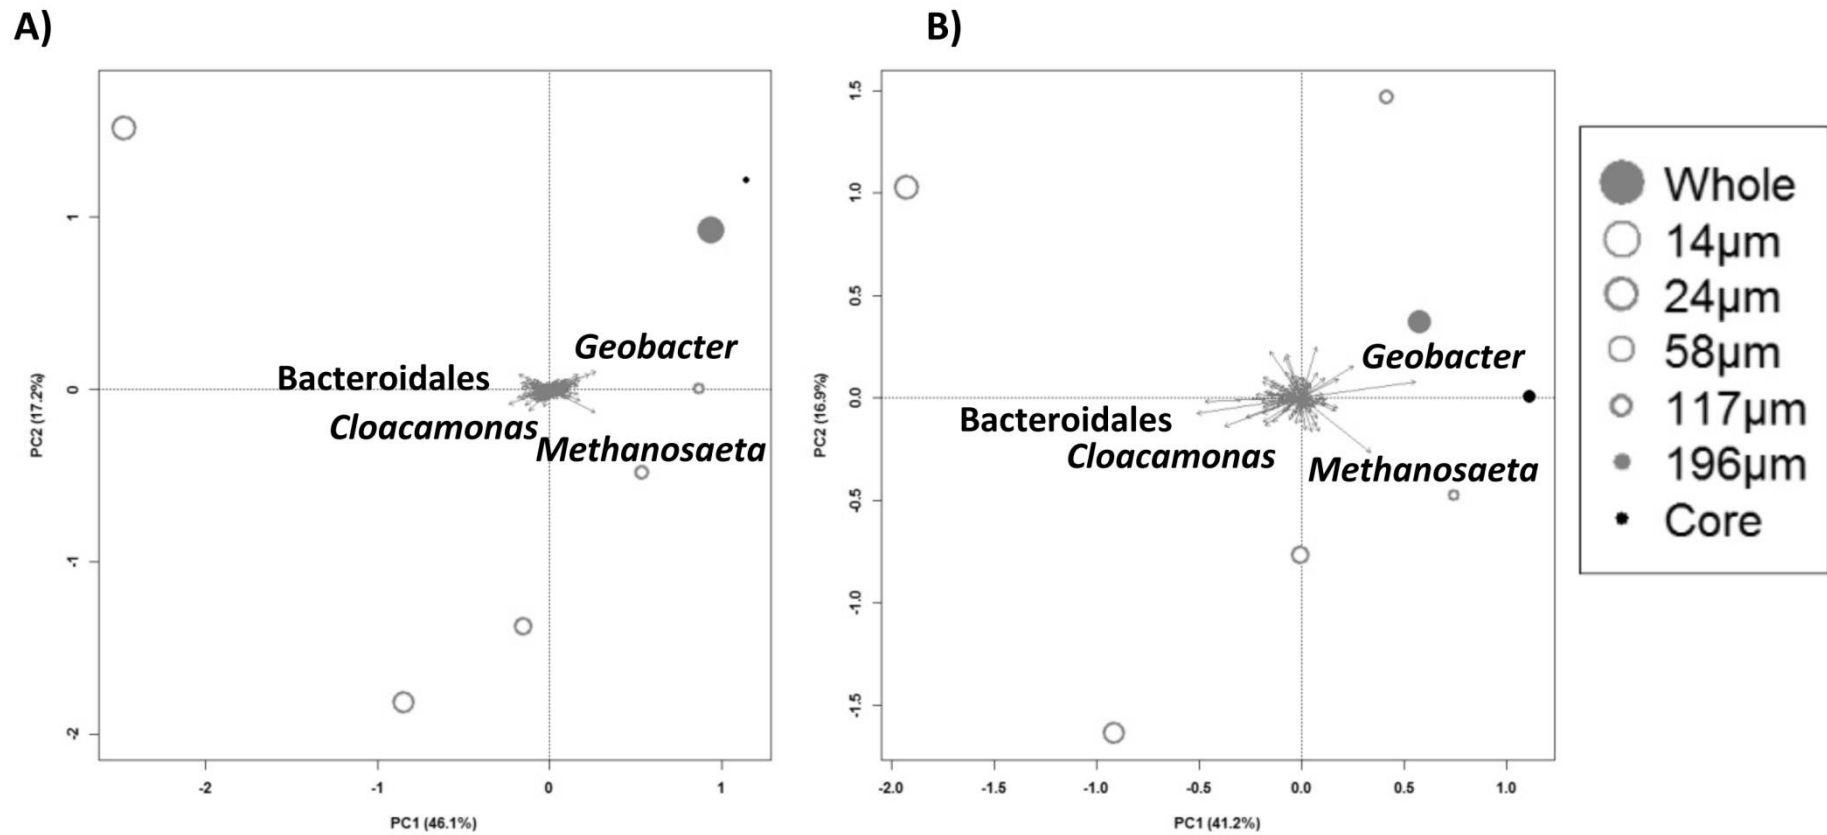 A)
B)
Geobacter
Bacteroidales
Cloacamonas
Methanosaeta
1
0
-1
-2
-2
-1
0
1
PC2 (17.2%)
PC1 (46.1%)
Geobacter
Bacteroidales
Cloacamonas
Methanosaeta
1.5
1.0
0.5
0.0
-0.5
-1.0
-1.5
-2.0
-1.5
-1.0
-0.5
0.0
0.5
1.0
PC2 (16.9%)
PC1 (41.2%)
Whole
14µm
24µm
58µm
117µm
196µm
Core